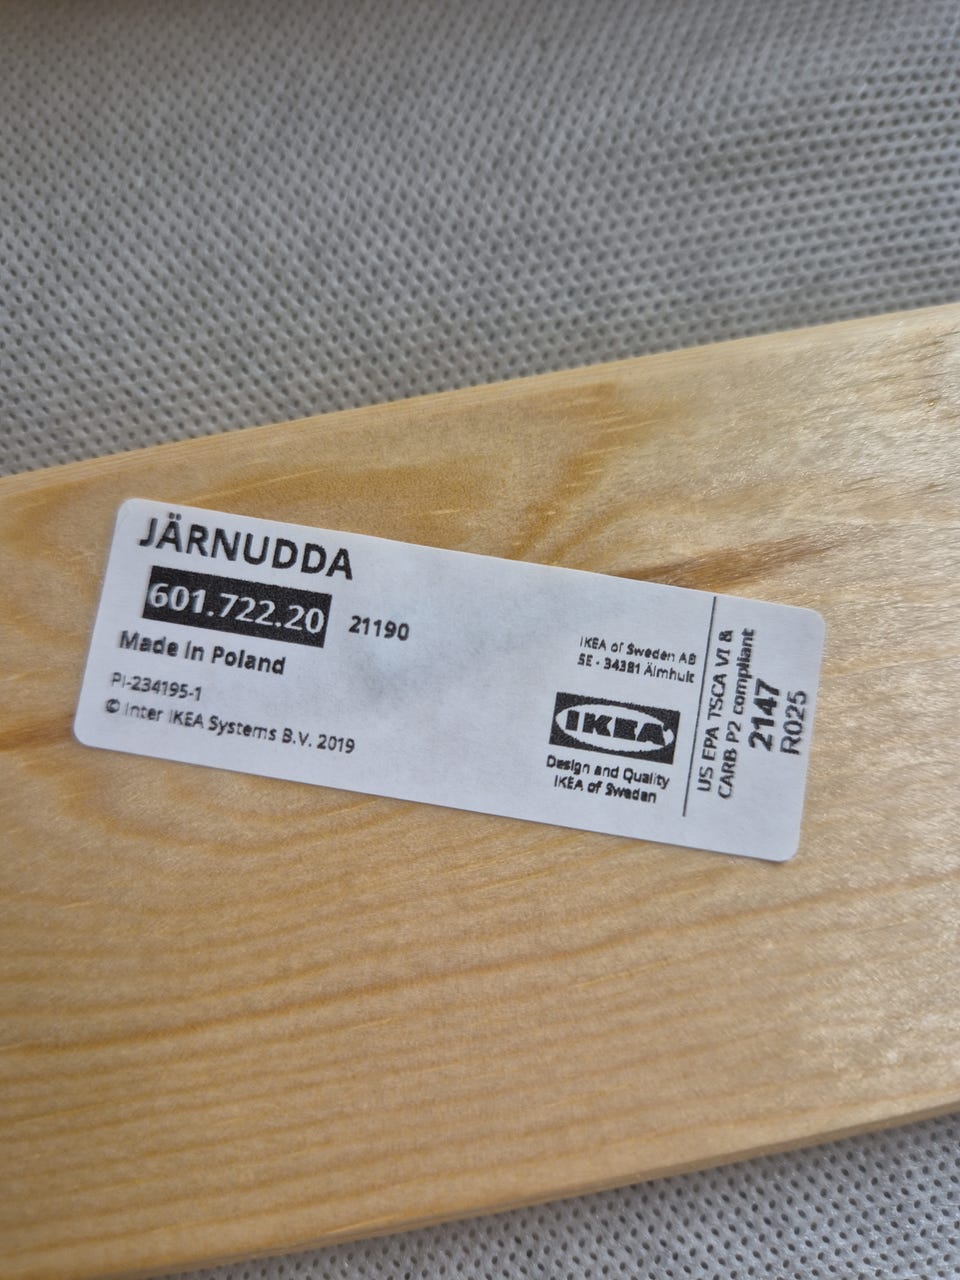 JÄRNUDDA
601.722.20 21190
Made in Poland
PI-234195-1
© Inter IKEA Systems B.V. 2019
IKEA of Sweden AB
SE - 34381 Älmhult
IKEA
Design and Quality
IKEA of Sweden
US EPA TSCA VI &
CARB P2 compliant
2147
R025